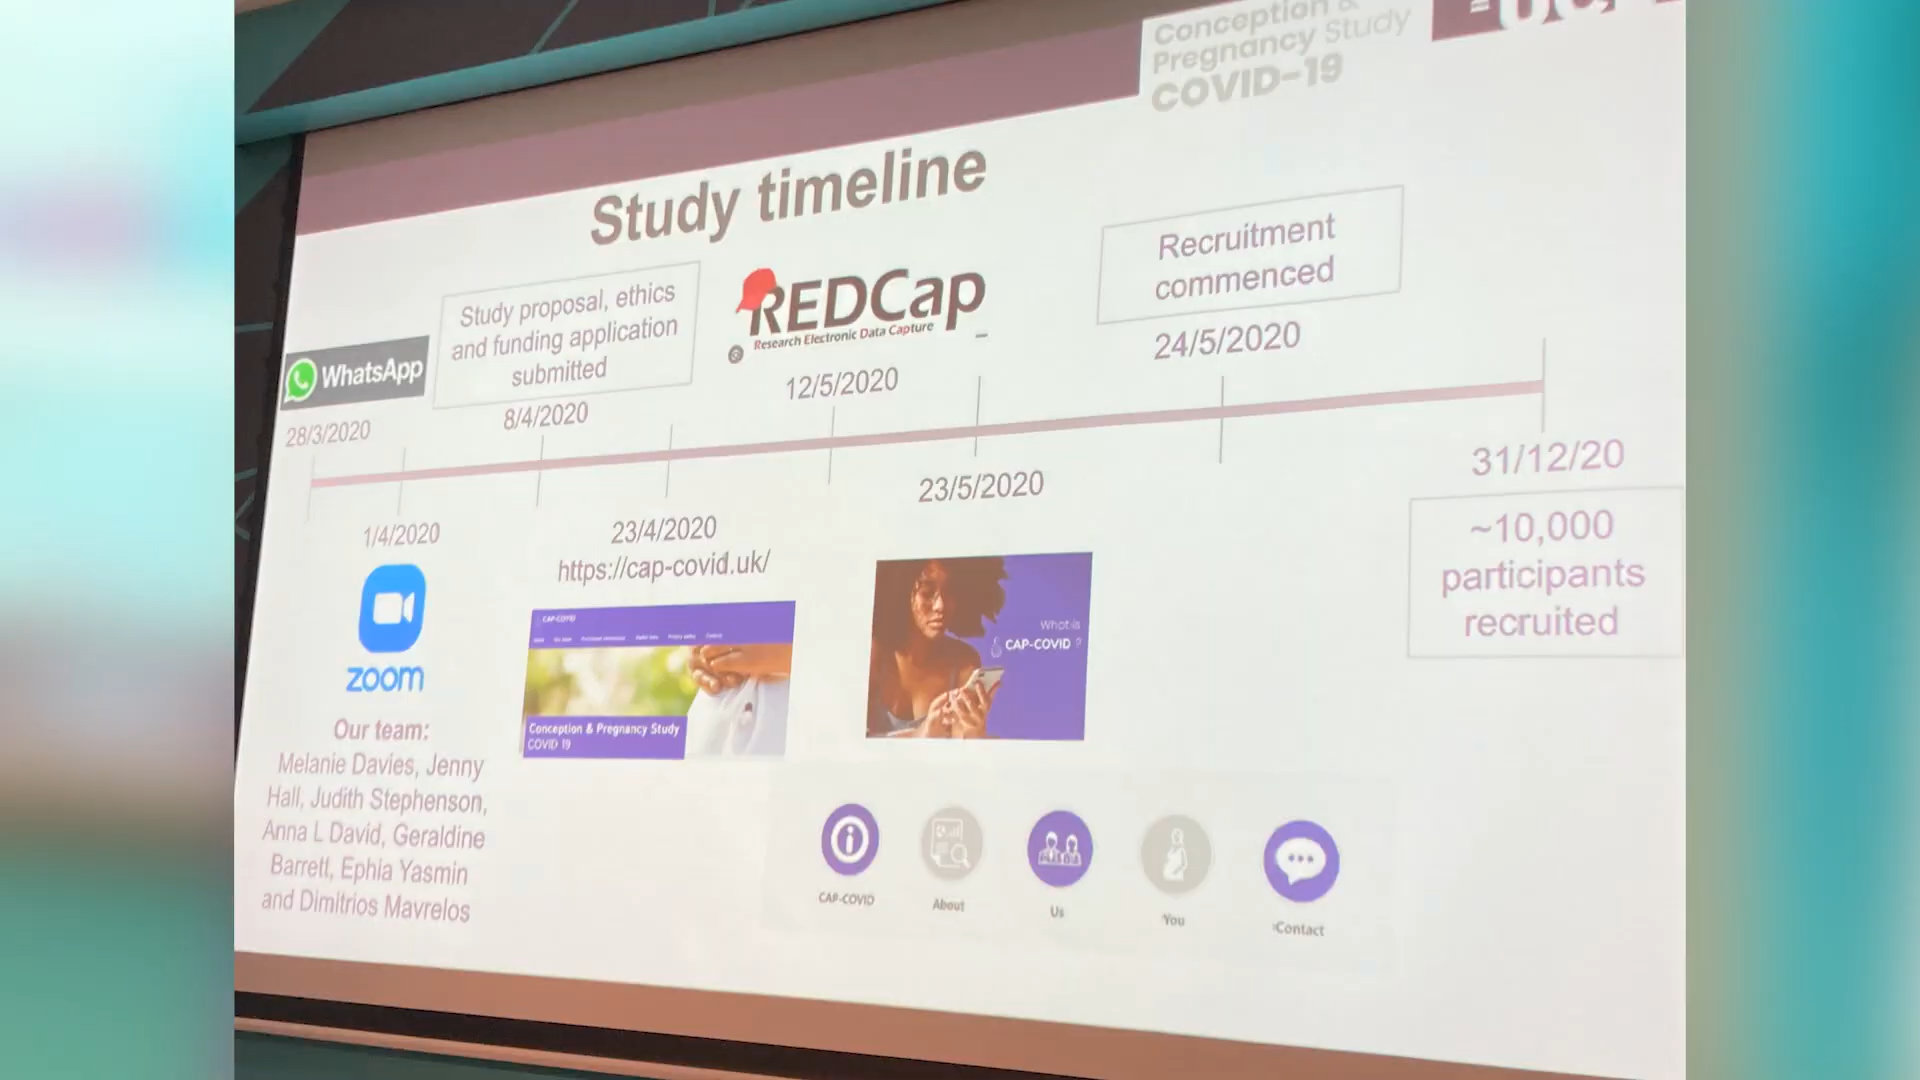 Conception &
Pregnancy Study
COVID-19
Study timeline
WhatsApp
28/3/2020
Study proposal, ethics
and funding application
submitted
8/4/2020
REDCap
Research Electronic Data Capture
12/5/2020
Recruitment
commenced
24/5/2020
1/4/2020
zoom
Our team:
Melanie Davies, Jenny
Hall, Judith Stephenson,
Anna L David, Geraldine
Barrett, Ephia Yasmin
and Dimitrios Mavrelos
23/4/2020
https://cap-covid.uk/
CAP-COVID
Conception & Pregnancy Study
COVID 19
23/5/2020
What is
CAP-COVID ?
31/12/20
~10,000
participants
recruited
CAP-COVID
About
Us
You
Contact